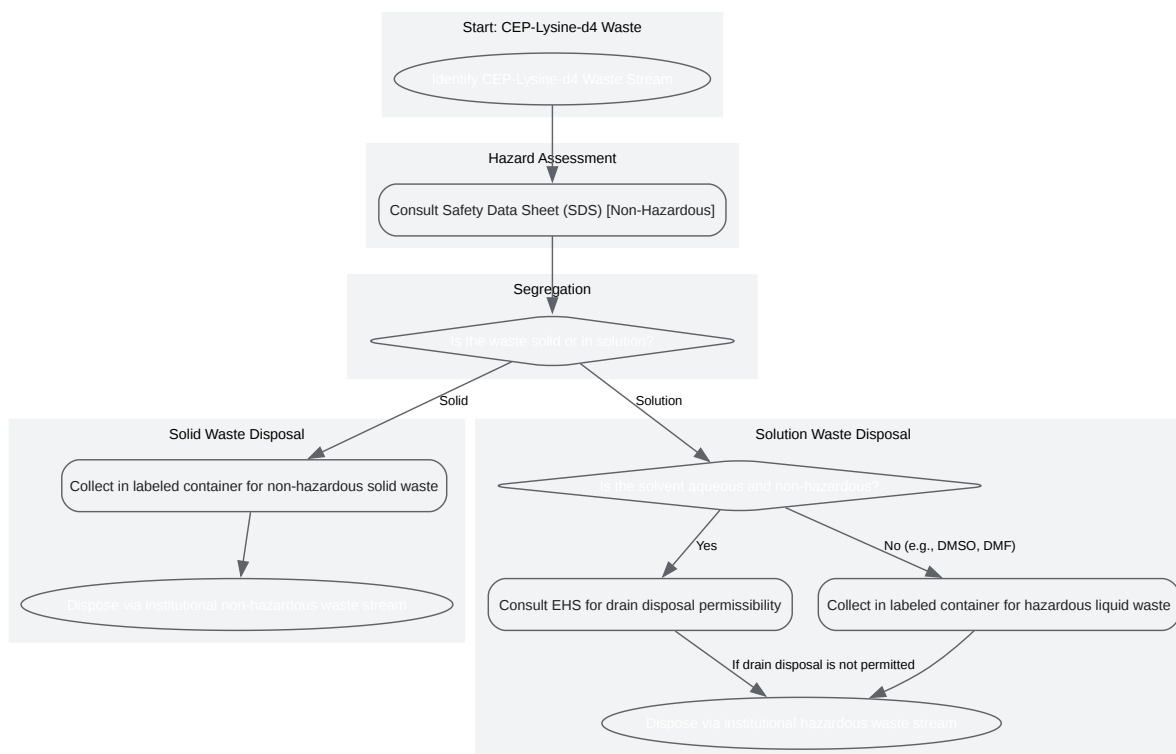 Start: CEP-Lysine-d4 Waste
Identify CEP-Lysine-d4 Waste Stream
Hazard Assessment
Consult Safety Data Sheet (SDS) [Non-Hazardous]
Segregation
Is the waste solid or in solution?
Solid
Solution
Solid Waste Disposal
Collect in labeled container for non-hazardous solid waste
Dispose via institutional non-hazardous waste stream
Solution Waste Disposal
Is the solvent aqueous and non-hazardous?
Yes
No (e.g., DMSO, DMF)
Consult EHS for drain disposal permissibility
Collect in labeled container for hazardous liquid waste
If drain disposal is not permitted
Dispose via institutional hazardous waste stream